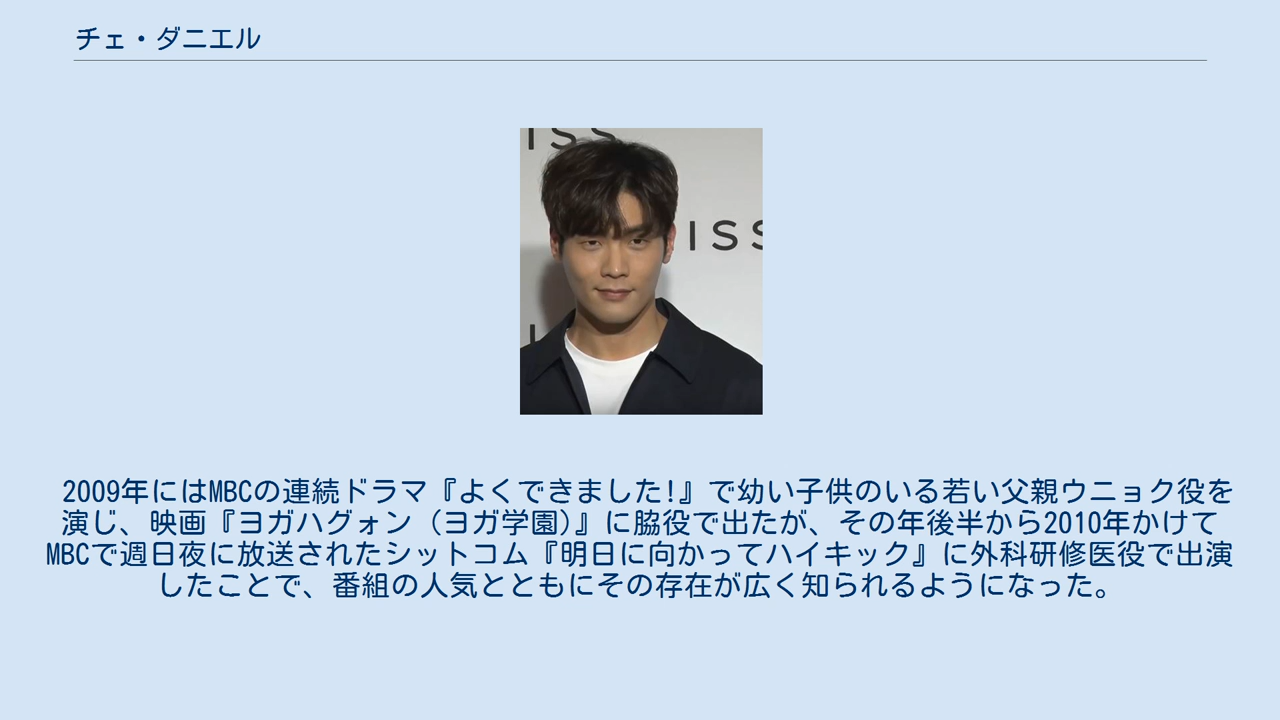 チェ・ダニエル
ISS
ISS
2009年にはMBCの連続ドラマ『よくできました!』で幼い子供のいる若い父親ウニョク役を
演じ、映画『ヨガハグォン（ヨガ学園)』に脇役で出たが、その年後半から2010年かけて
MBCで週日夜に放送されたシットコム『明日に向かってハイキック』に外科研修医役で出演
したことで、番組の人気とともにその存在が広く知られるようになった。